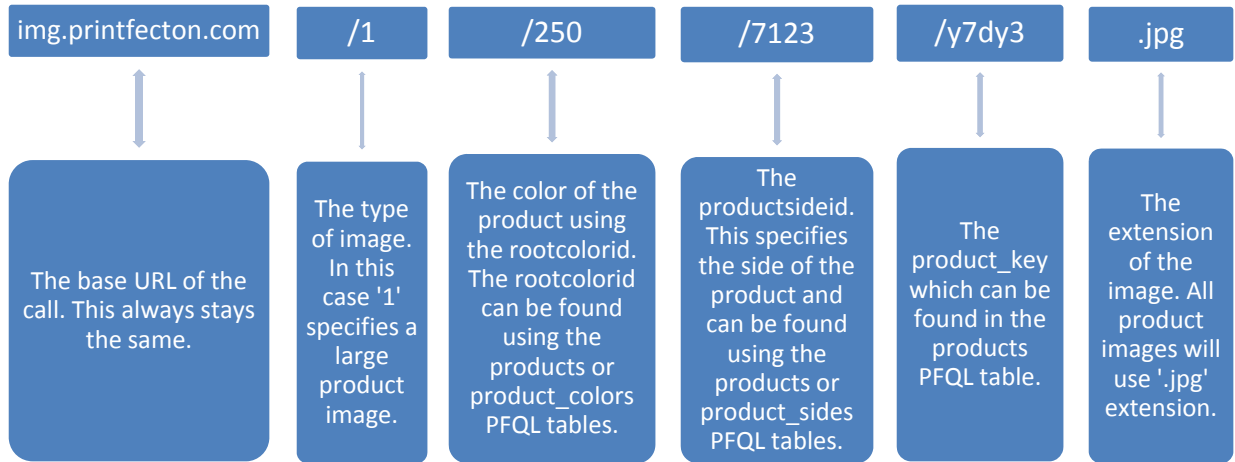 img.printfecton.com
/1
/250
/7123
/y7dy3
.jpg
The base URL of the
call. This always stays
the same.
The type
of image.
In this
case '1'
specifies a
large
product
image.
The color of the
product using
the rootcolorid.
The rootcolorid
can be found
using the
products or
product_colors
PFQL tables.
The
productsideid.
This specifies
the side of the
product and
can be found
using the
products or
product_sides
PFQL tables.
The
product_key
which can be
found in the
products
PFQL table.
The
extension
of the
image. All
product
images will
use '.jpg'
extension.